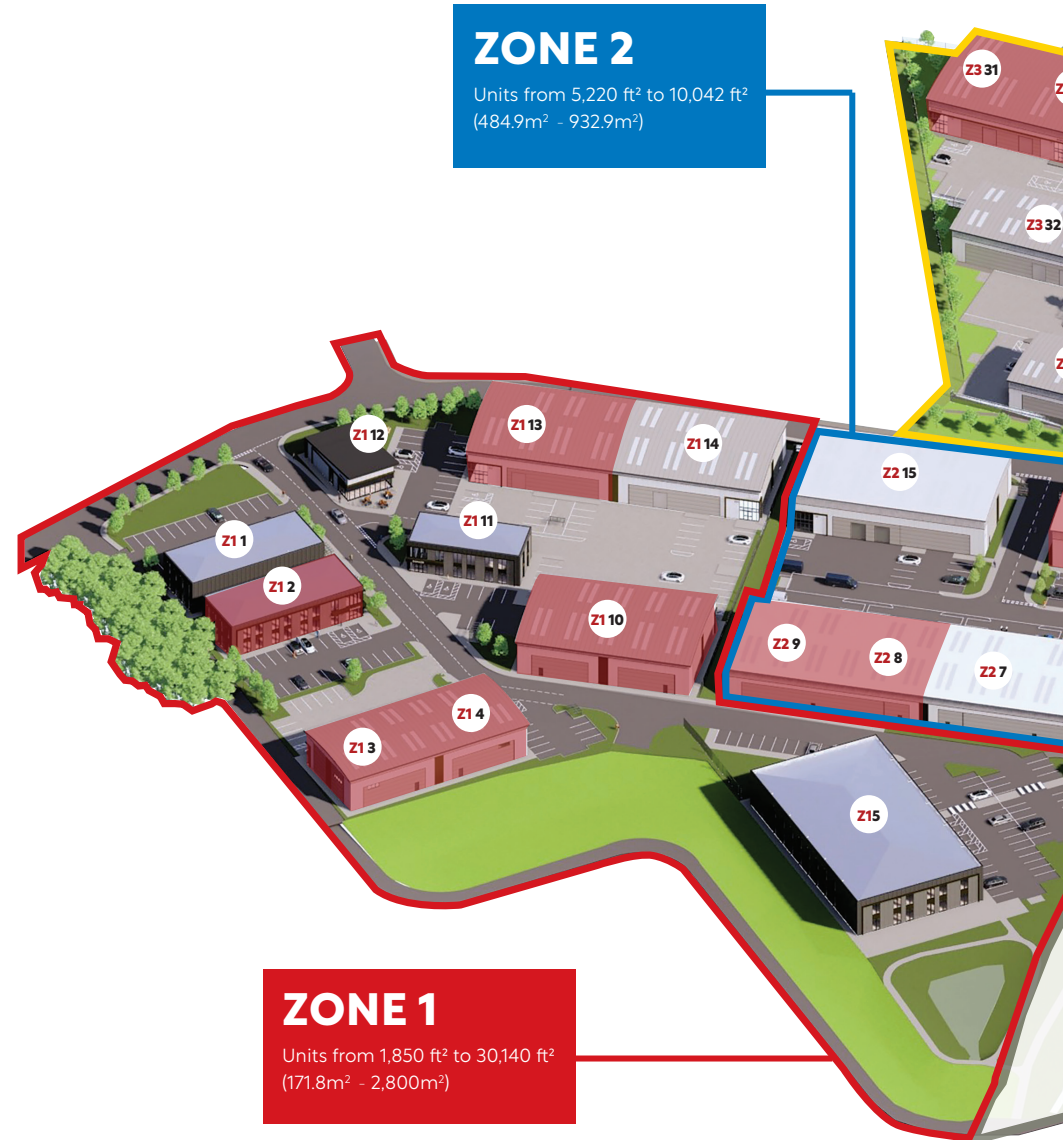 ZONE 2
Units from 5,220 ft² to 10,042 ft²
(484.9m² - 932.9m²)
Z3 31
Z3 32
Z1 12
Z1 13
Z1 14
Z2 15
Z1 11
Z1 1
Z1 2
Z1 10
Z2 9
Z2 8
Z2 7
Z1 4
Z1 3
Z15
ZONE 1
Units from 1,850 ft² to 30,140 ft²
(171.8m² - 2,800m²)